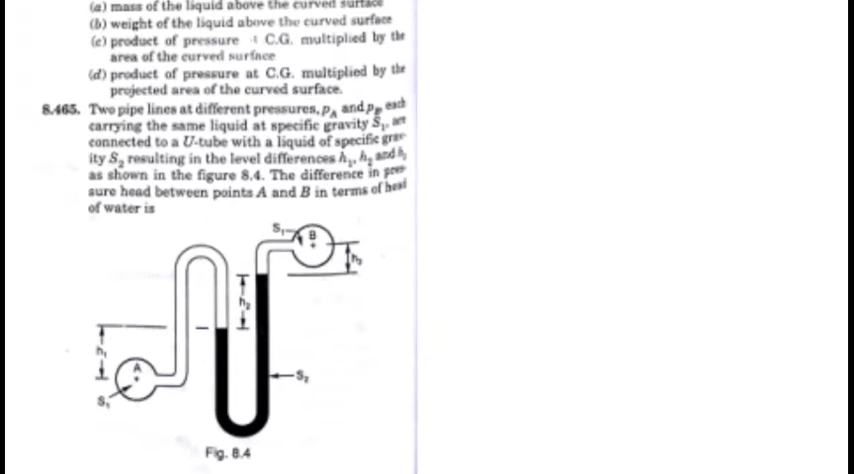 (a) mass of the liquid above the curved surface
(b) weight of the liquid above the curved surface
(c) product of pressure at C.G. multiplied by the
area of the curved surface
(d) product of pressure at C.G. multiplied by the
projected area of the curved surface.
8.465. Two pipe lines at different pressures, pA and pB each
carrying the same liquid at specific gravity S1, are
connected to a U-tube with a liquid of specific grav-
ity S2 resulting in the level differences h1, h2 and h3
as shown in the figure 8.4. The difference in pres-
sure head between points A and B in terms of head
of water is
S1
B
h3
h2
h1
A
S1
S2
Fig. 8.4